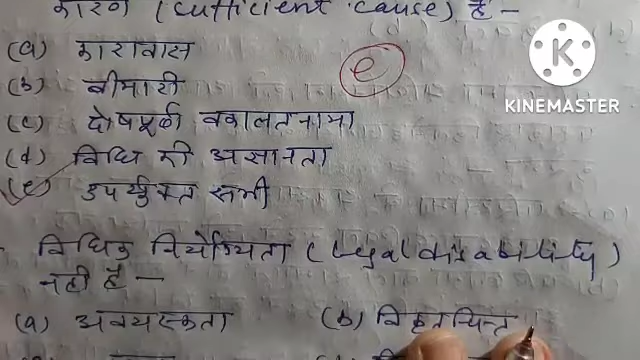 कारण (sufficient cause) है -
(a) कारावास
(b) बीमारी
(c) दोषपूर्ण वकालतनामा
(d) विधि की अज्ञानता
(e) उपर्युक्त सभी
e
K
KINEMASTER
विधिक निर्योग्यता (legal disability)
नहीं है -
(a) अवयस्कता
(b) विकृतचित्त